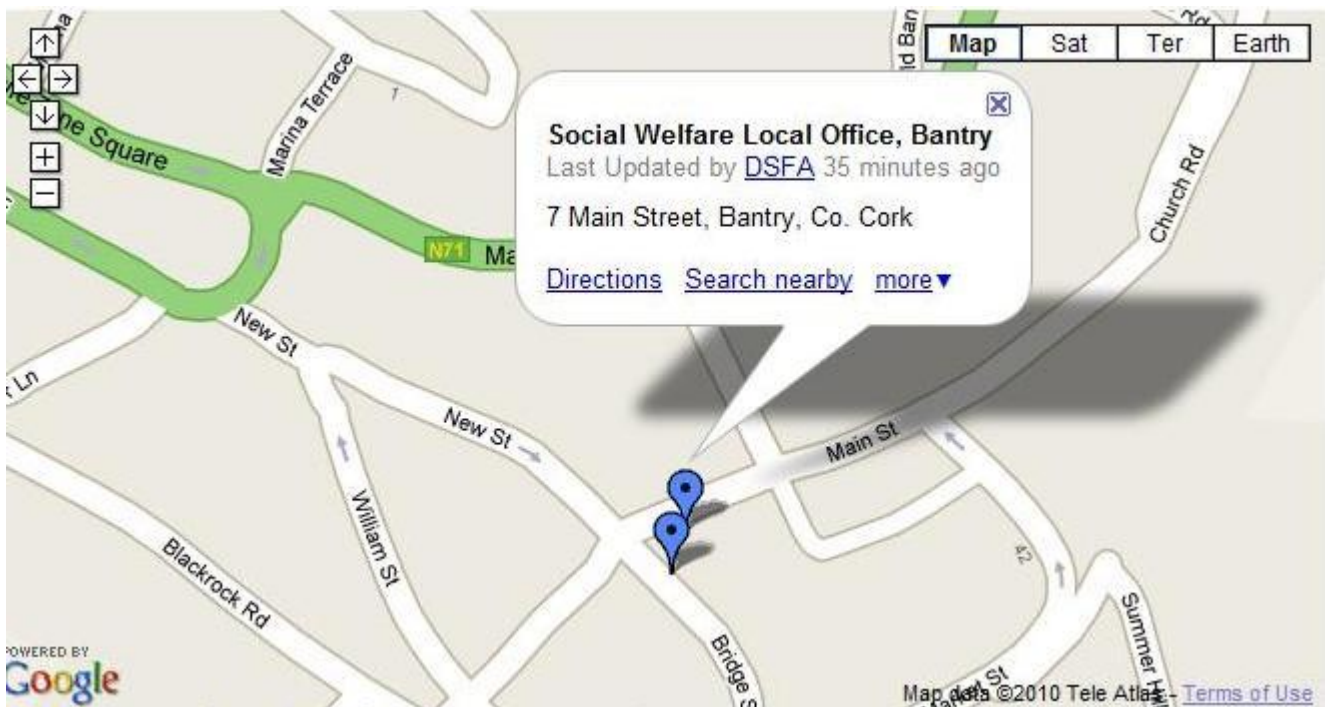 Map Sat Ter Earth
Social Welfare Local Office, Bantry
Last Updated by DSFA 35 minutes ago
7 Main Street, Bantry, Co. Cork
Directions Search nearby more▼
Marina Terrace
1
Square
N71
Church Rd
New St
Ln
New St
Main St
William St
Blackrock Rd
42
Bridge S
Summer
POWERED BY
Google
Map data ©2010 Tele Atlas - Terms of Use